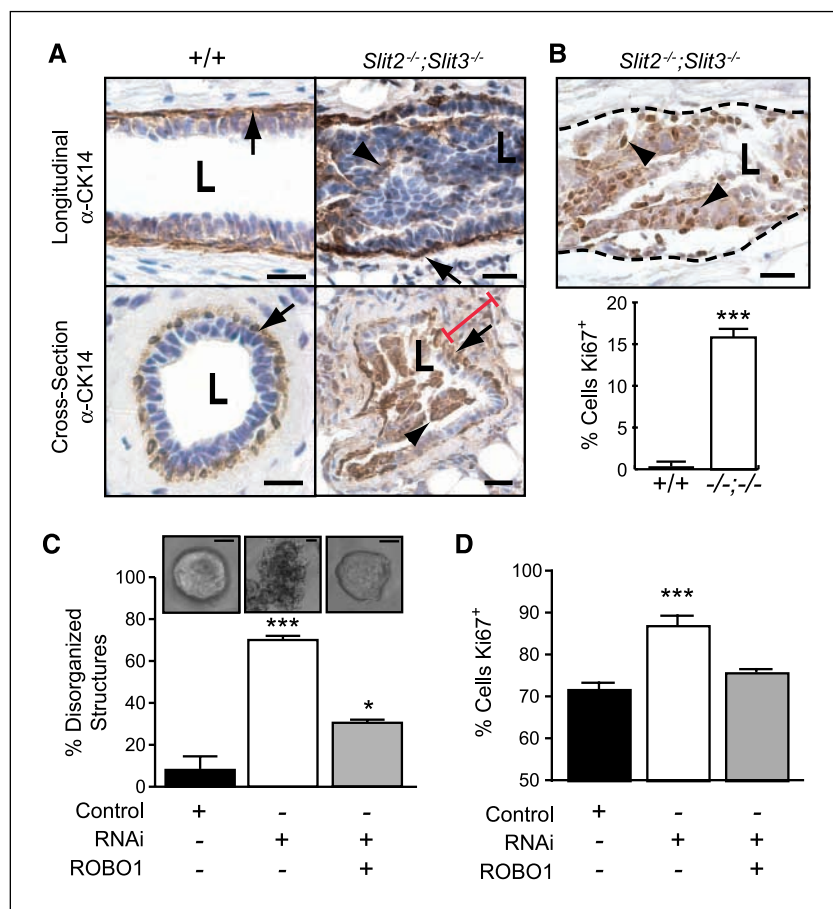 A
+/+
Slit2-/-;Slit3-/-
Longitudinal
α-CK14
L
L
Cross-Section
α-CK14
L
L
B
Slit2-/-;Slit3-/-
L
% Cells Ki67+
20
15
10
5
0
***
+/+
-/-;-/-
C
% Disorganized
Structures
100
80
60
40
20
0
***
*
Control + - -
RNAi - + +
ROBO1 - - +
D
% Cells Ki67+
100
90
80
70
60
50
***
Control + - -
RNAi - + +
ROBO1 - - +